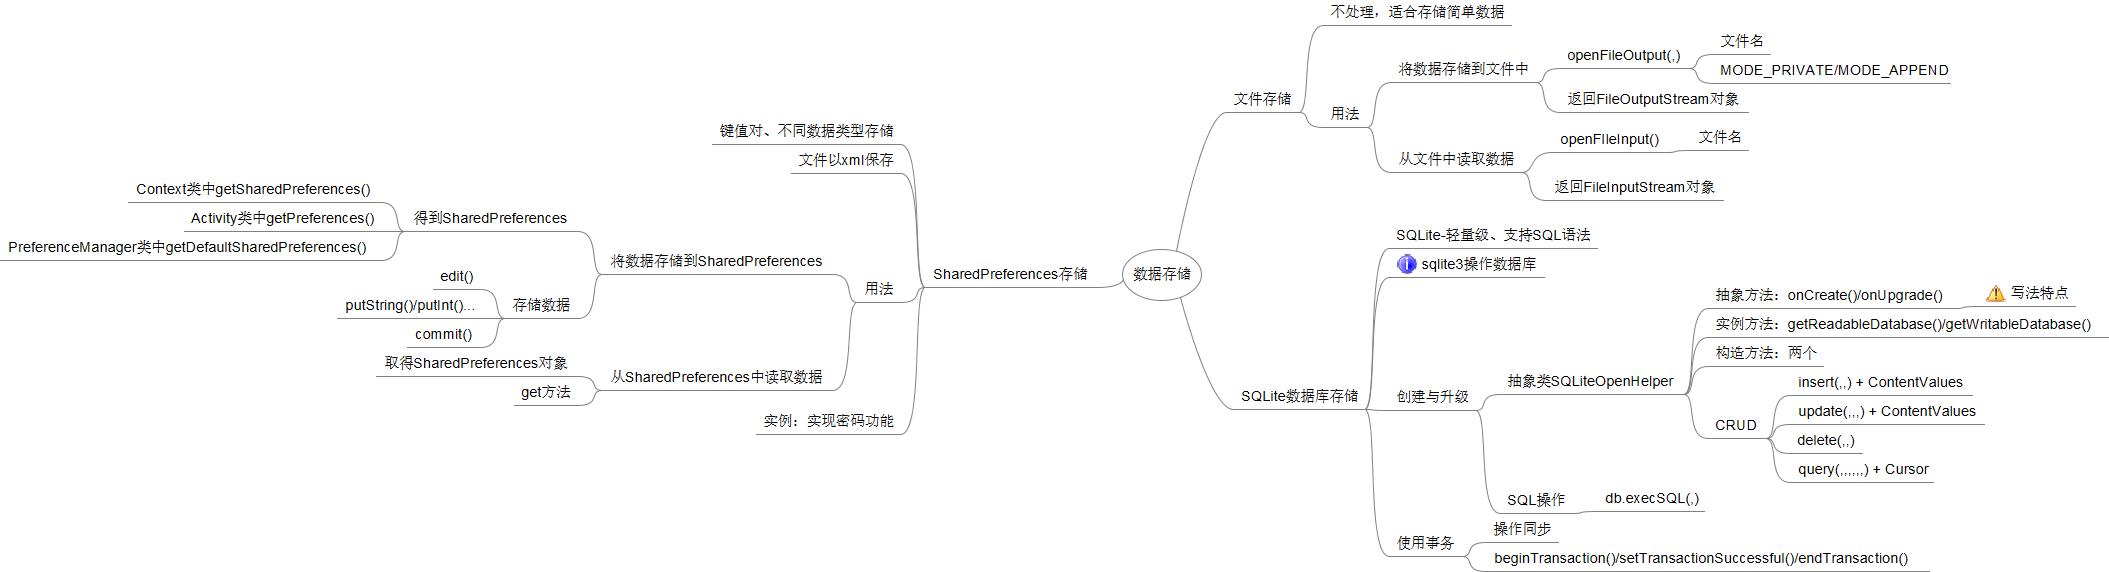 数据存储
文件存储
不处理，适合存储简单数据
用法
将数据存储到文件中
openFileOutput(,)
文件名
MODE_PRIVATE/MODE_APPEND
返回FileOutputStream对象
从文件中读取数据
openFIleInput()
文件名
返回FileInputStream对象
SharedPreferences存储
键值对、不同数据类型存储
文件以xml保存
用法
将数据存储到SharedPreferences
得到SharedPreferences
Context类中getSharedPreferences()
Activity类中getPreferences()
PreferenceManager类中getDefaultSharedPreferences()
存储数据
edit()
putString()/putInt()...
commit()
从SharedPreferences中读取数据
取得SharedPreferences对象
get方法
实例：实现密码功能
SQLite数据库存储
SQLite-轻量级、支持SQL语法
sqlite3操作数据库
创建与升级
抽象类SQLiteOpenHelper
抽象方法：onCreate()/onUpgrade()
写法特点
实例方法：getReadableDatabase()/getWritableDatabase()
构造方法：两个
CRUD
insert(,,) + ContentValues
update(,,,) + ContentValues
delete(,,)
query(,,,,,,) + Cursor
SQL操作
db.execSQL(,)
使用事务
操作同步
beginTransaction()/setTransactionSuccessful()/endTransaction()